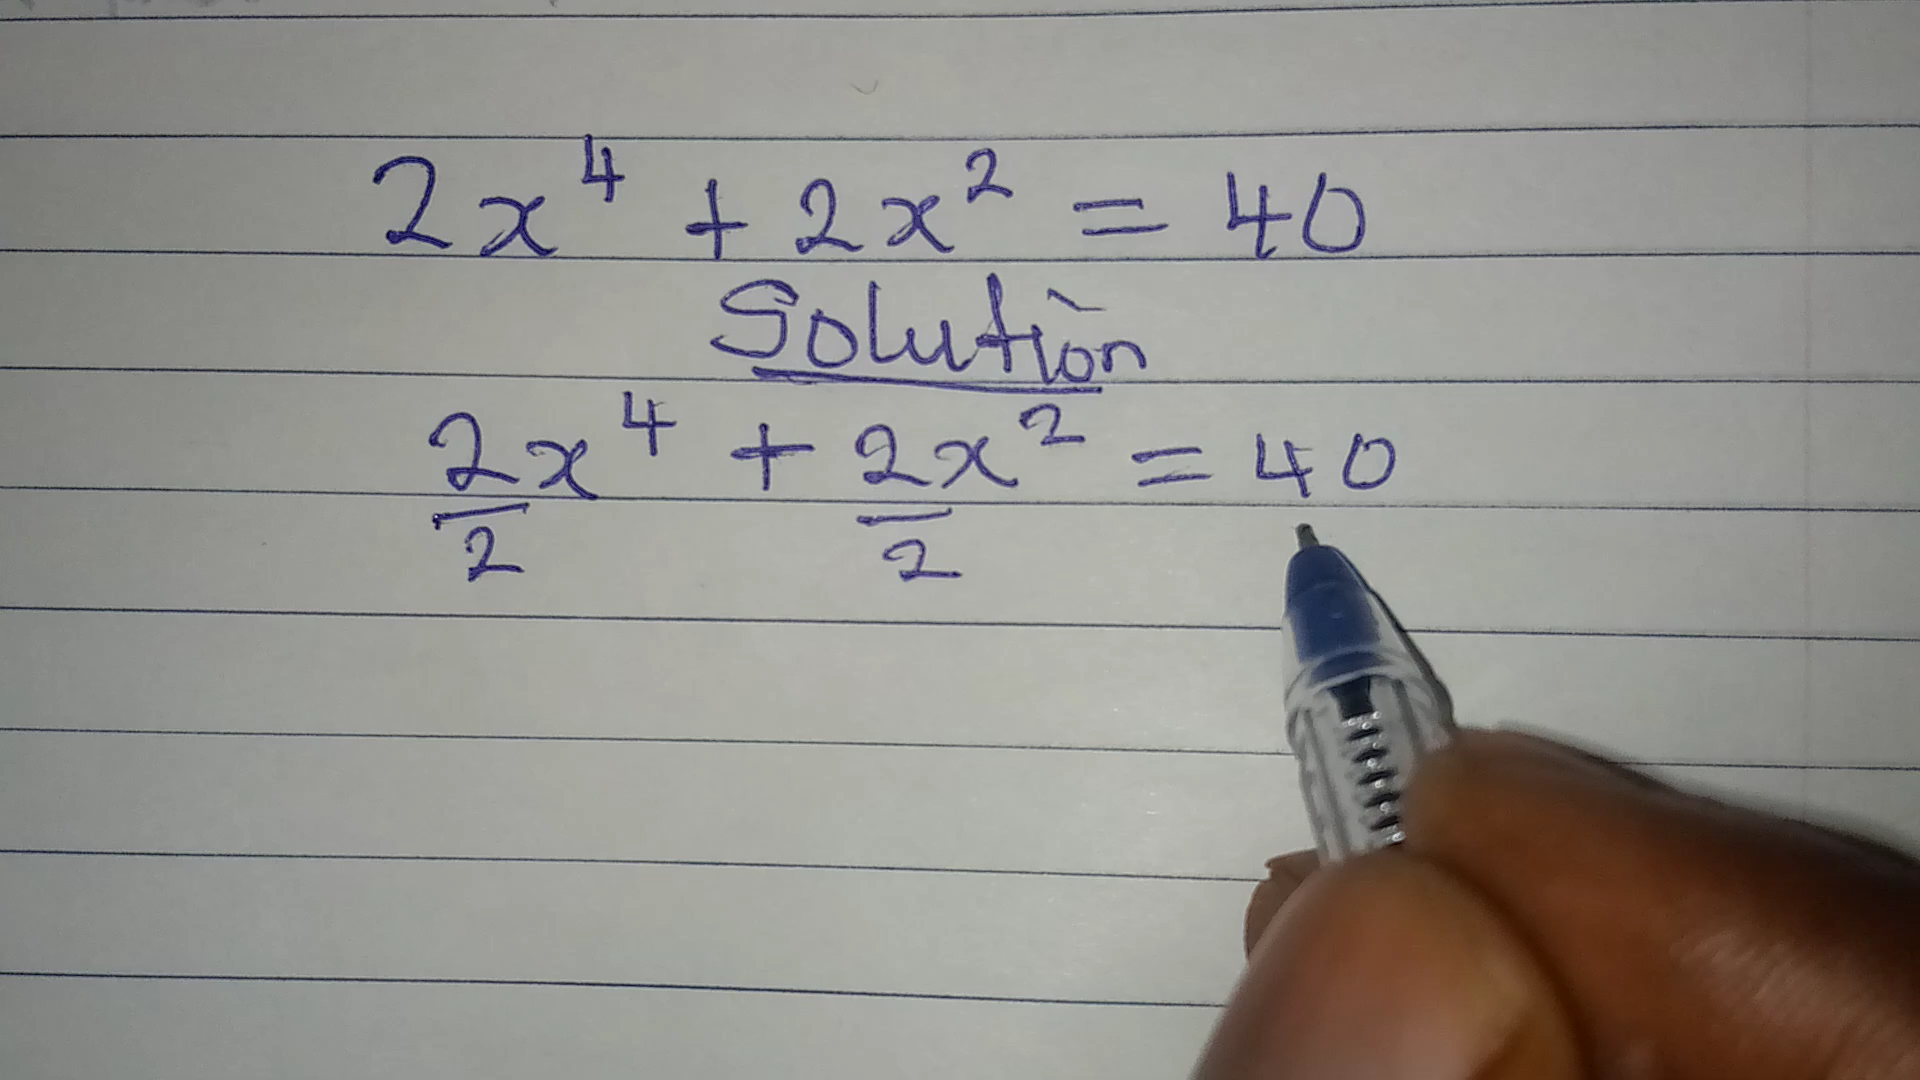 2x⁴ + 2x² = 40
Solution
2x⁴ + 2x² = 40
2 2